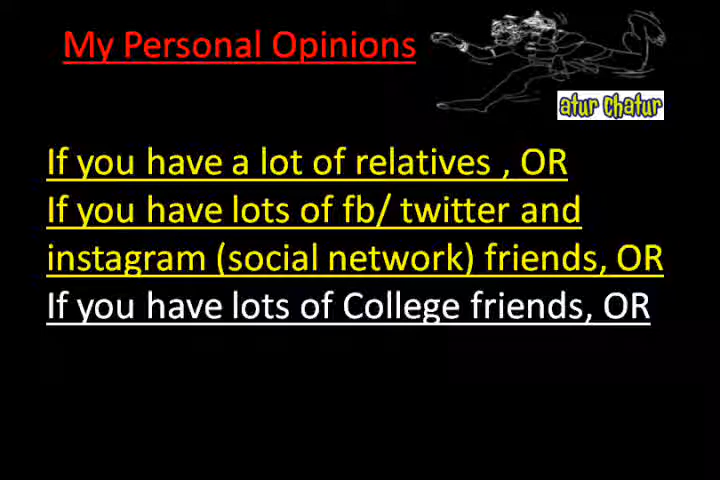 My Personal Opinions
atur chatur
If you have a lot of relatives , OR
If you have lots of fb/ twitter and
instagram (social network) friends, OR
If you have lots of College friends, OR